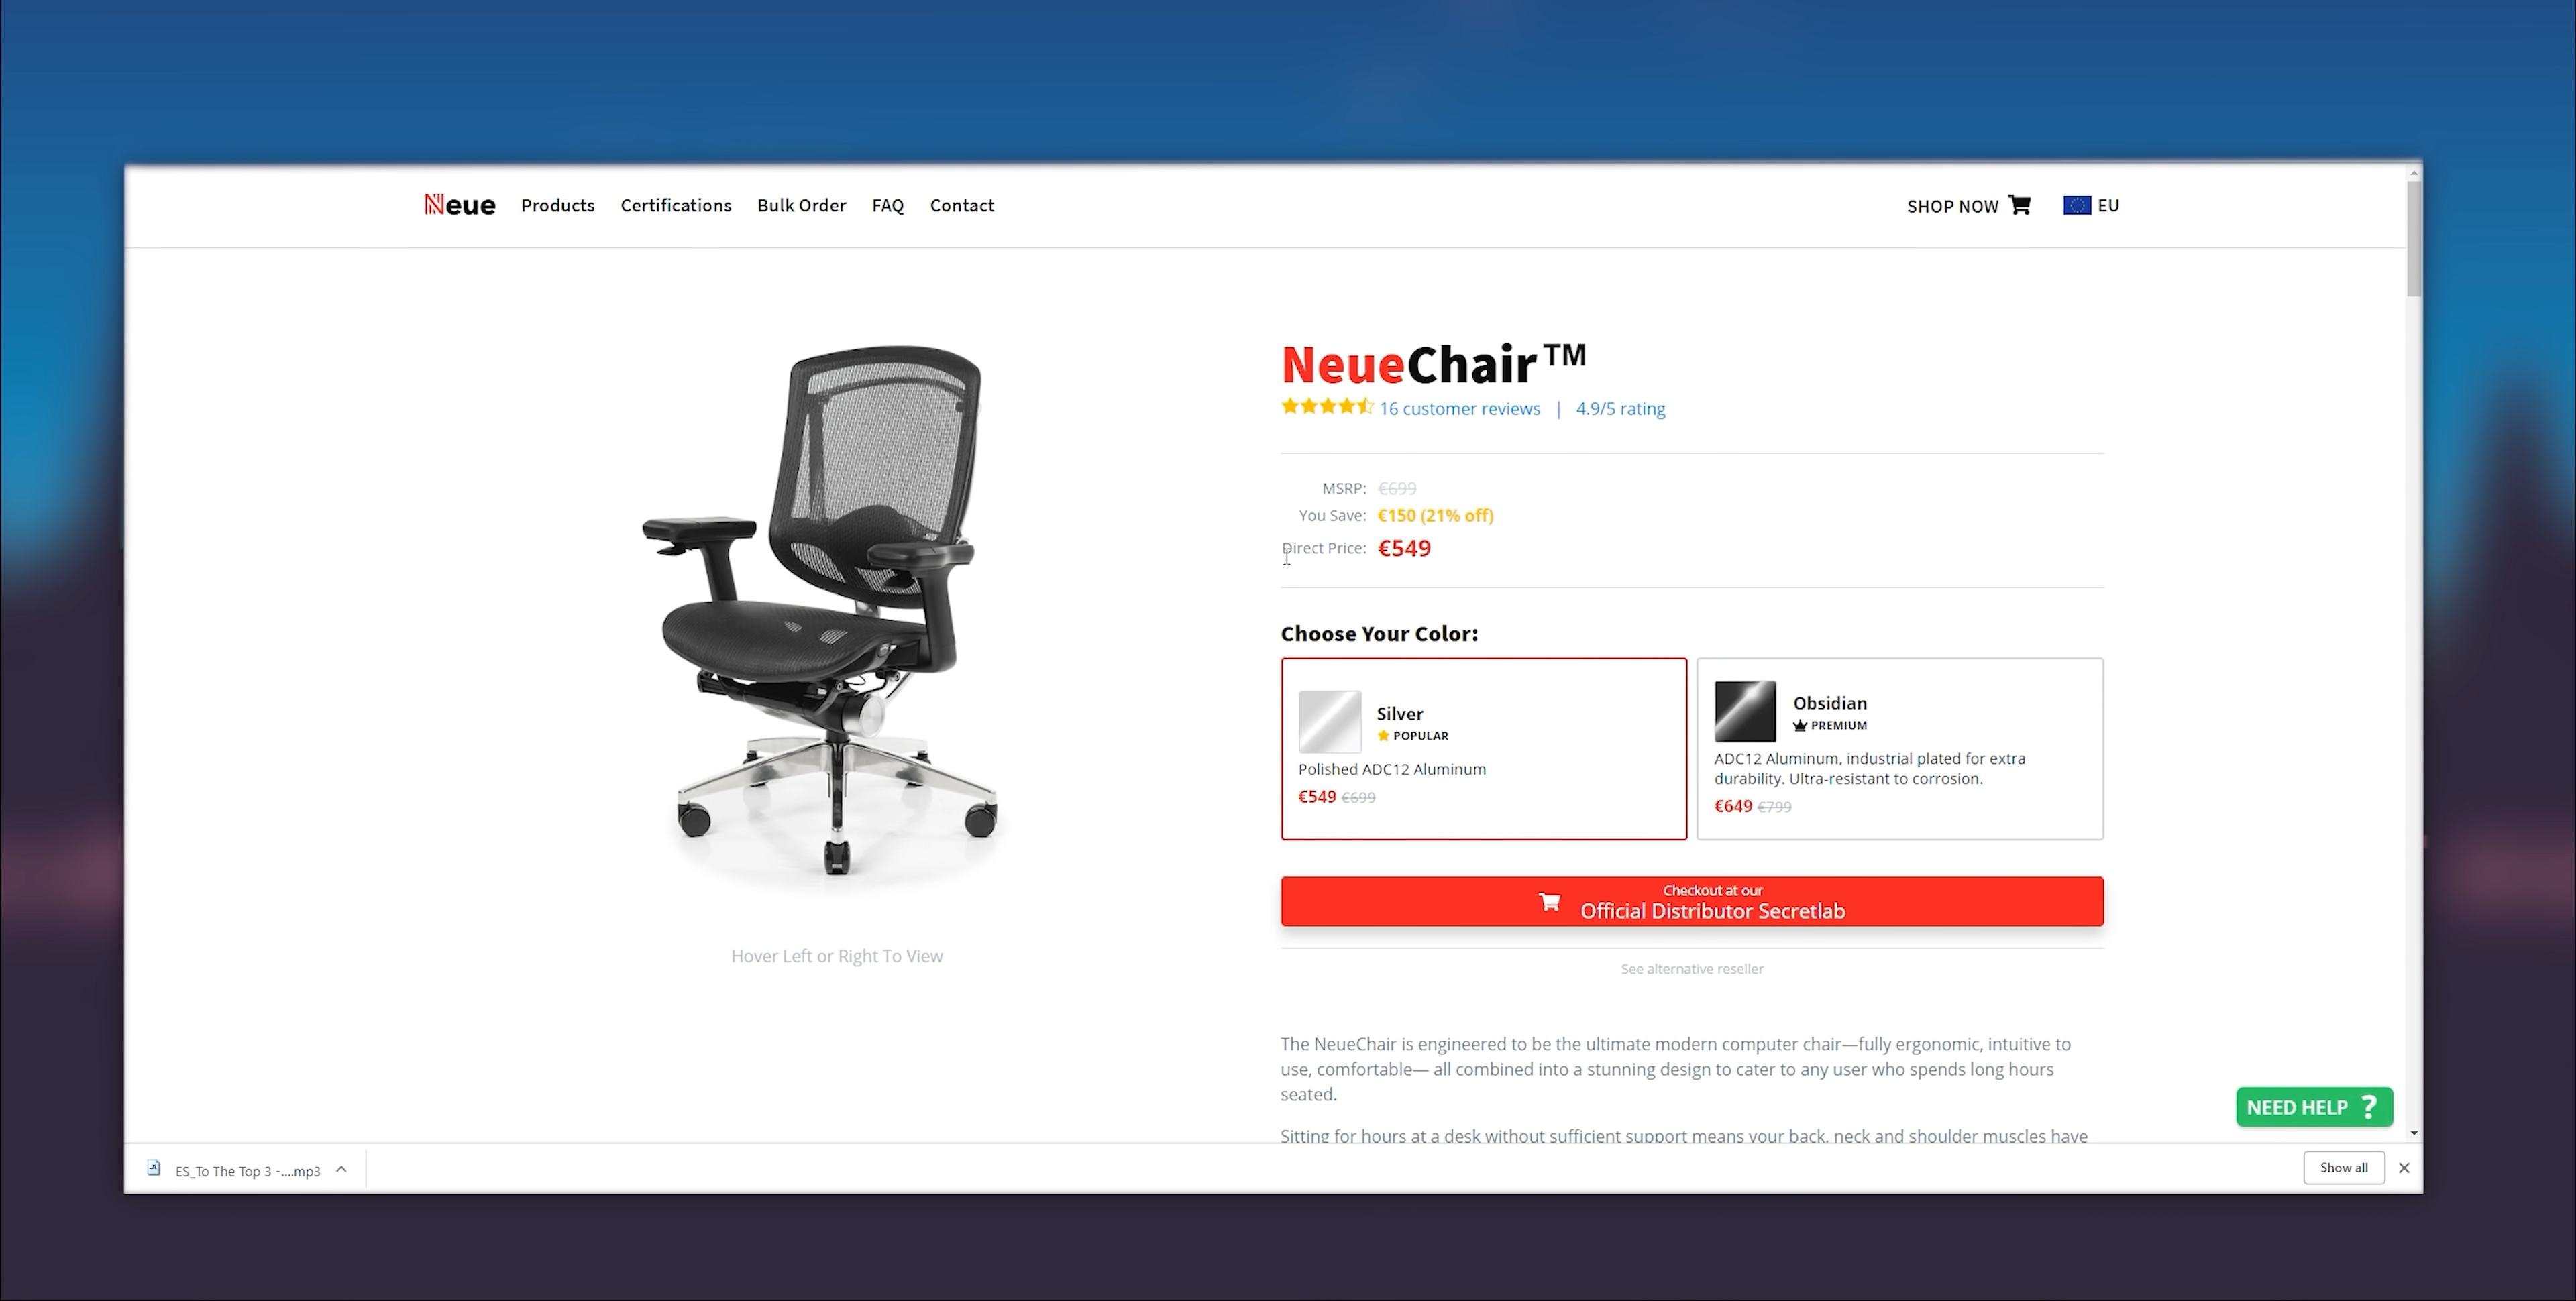 Neue Products Certifications Bulk Order FAQ Contact SHOP NOW EU
NeueChair™
16 customer reviews | 4.9/5 rating
MSRP: €699
You Save: €150 (21% off)
Direct Price: €549
Choose Your Color:
Silver
POPULAR
Polished ADC12 Aluminum
€549 €699
Obsidian
PREMIUM
ADC12 Aluminum, industrial plated for extra
durability. Ultra-resistant to corrosion.
€649 €799
Checkout at our
Official Distributor Secretlab
See alternative reseller
Hover Left or Right To View
The NeueChair is engineered to be the ultimate modern computer chair—fully ergonomic, intuitive to
use, comfortable— all combined into a stunning design to cater to any user who spends long hours
seated.
Sitting for hours at a desk without sufficient support means your back, neck and shoulder muscles have
NEED HELP ?
ES_To The Top 3 -....mp3
Show all